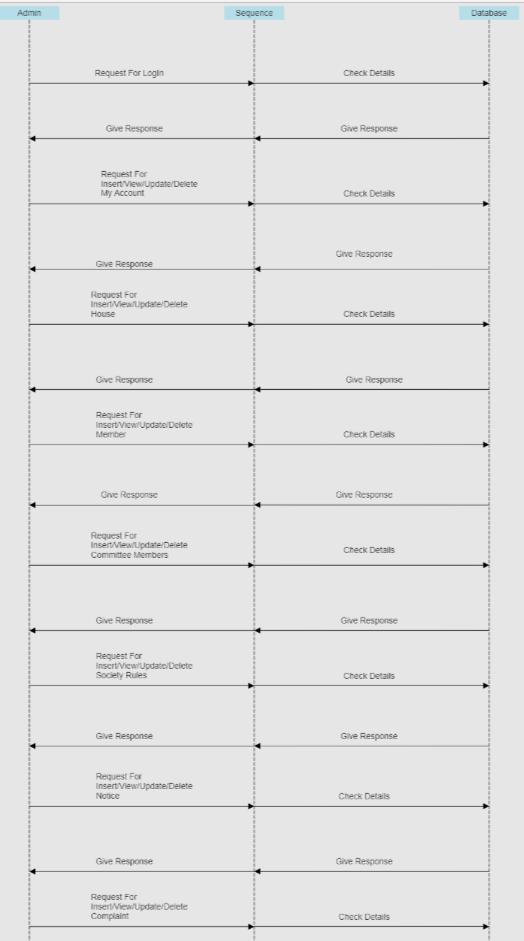 Admin
Sequence
Database
Request For Login
Check Details
Give Response
Give Response
Request For
Insert/View/Update/Delete
My Account
Check Details
Give Response
Give Response
Request For
Insert/View/Update/Delete
House
Check Details
Give Response
Give Response
Request For
Insert/View/Update/Delete
Member
Check Details
Give Response
Give Response
Request For
Insert/View/Update/Delete
Committee Members
Check Details
Give Response
Give Response
Request For
Insert/View/Update/Delete
Society Rules
Check Details
Give Response
Give Response
Request For
Insert/View/Update/Delete
Notice
Check Details
Give Response
Give Response
Request For
Insert/View/Update/Delete
Complaint
Check Details